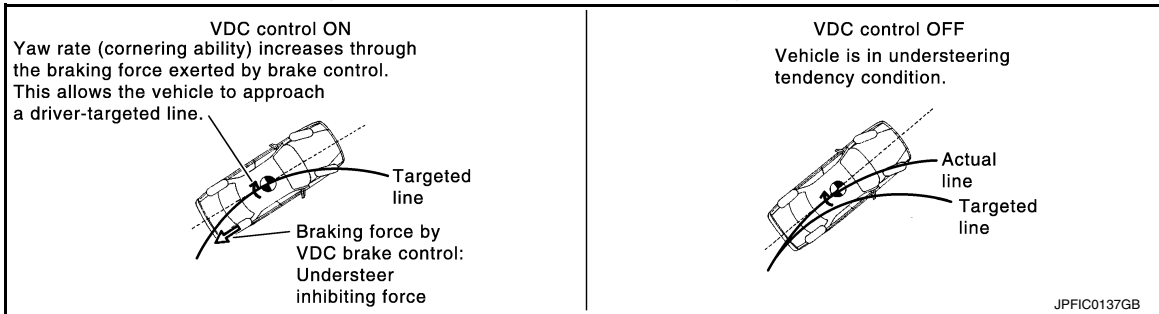 VDC control ON
Yaw rate (cornering ability) increases through
the braking force exerted by brake control.
This allows the vehicle to approach
a driver-targeted line.
Targeted
line
Braking force by
VDC brake control:
Understeer
inhibiting force
VDC control OFF
Vehicle is in understeering
tendency condition.
Actual
line
Targeted
line
JPFIC0137GB